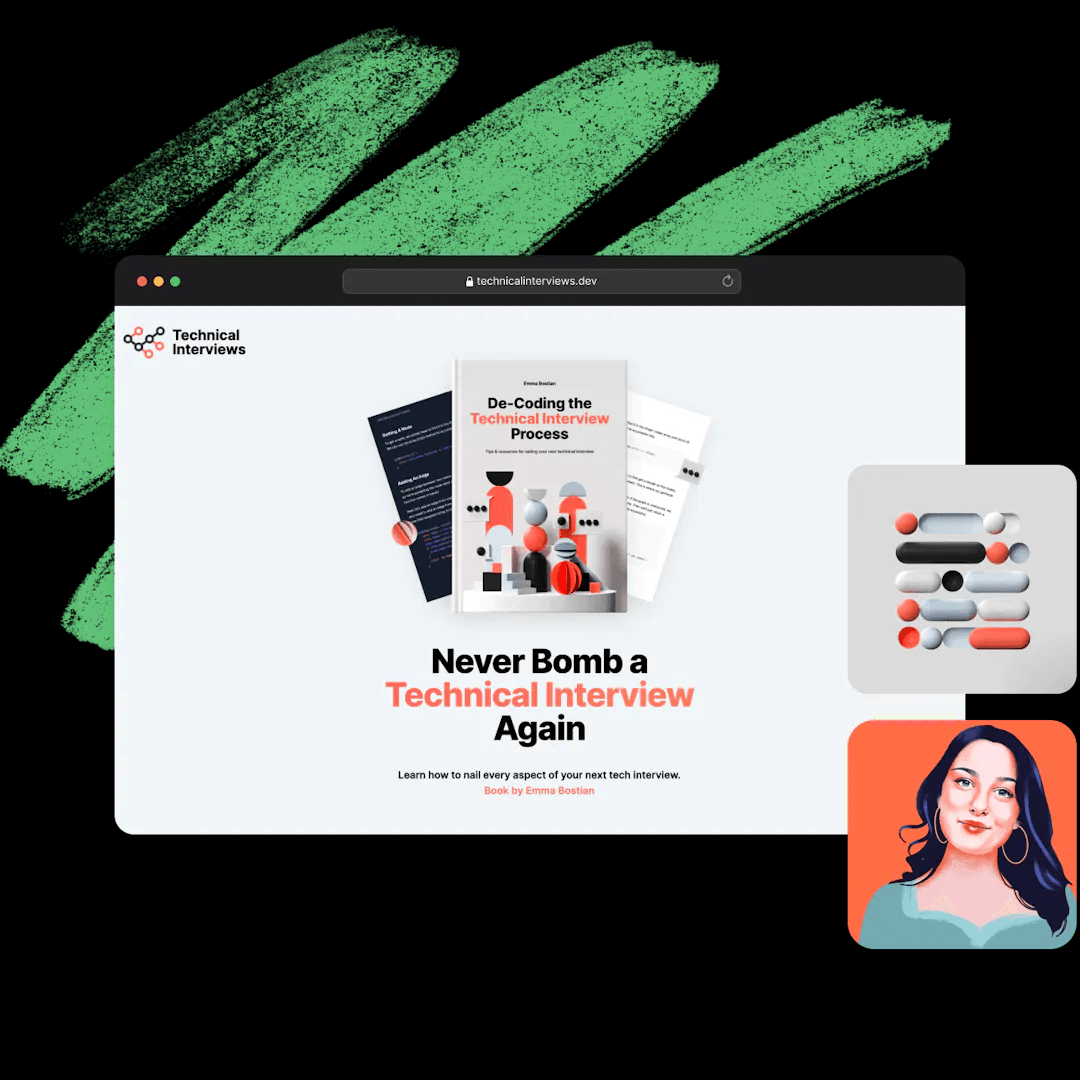 technicalinterviews.dev
Technical
Interviews
Emma Bostian
De-Coding the
Technical Interview
Process
Tips & resources for nailing your next technical interview
Adding An Edge
Never Bomb a
Technical Interview
Again
Learn how to nail every aspect of your next tech interview.
Book by Emma Bostian